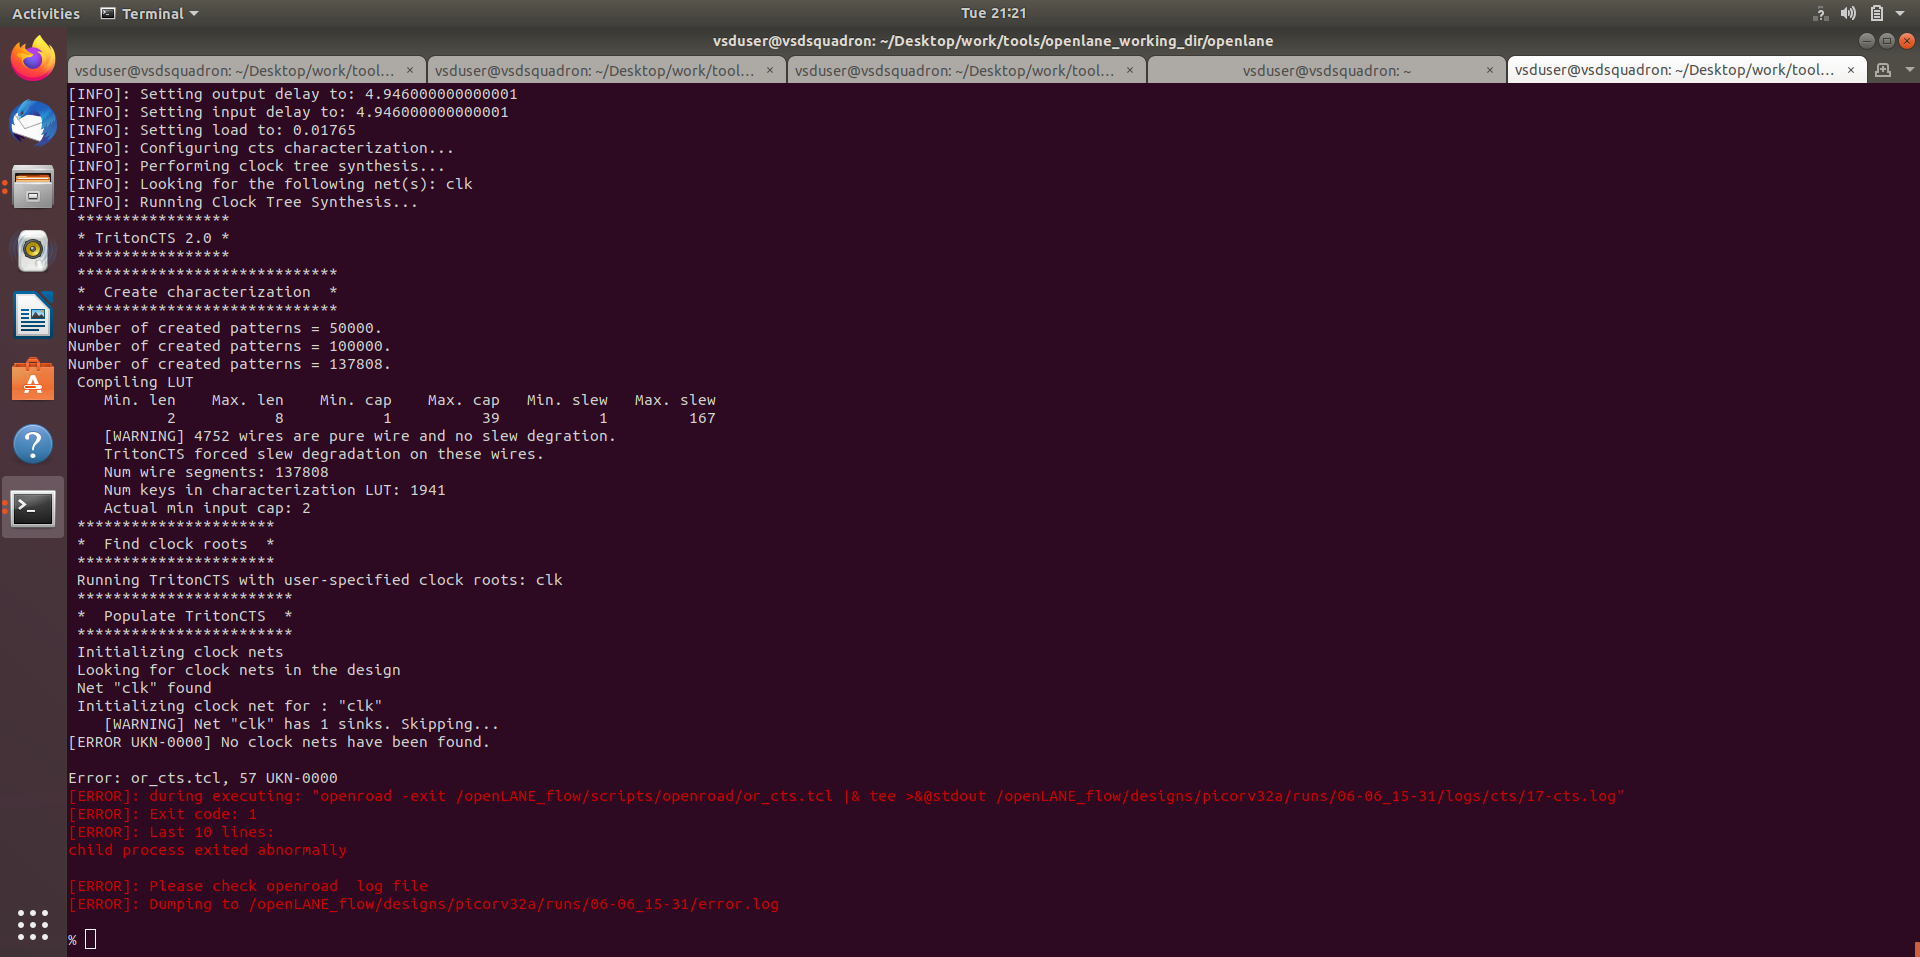 Activities Terminal Tue 21:21
vsduser@vsdsquadron: ~/Desktop/work/tools/openlane_working_dir/openlane
vsduser@vsdsquadron: ~/Desktop/work/tool... × vsduser@vsdsquadron: ~/Desktop/work/tool... × vsduser@vsdsquadron: ~/Desktop/work/tool... × vsduser@vsdsquadron: ~ × vsduser@vsdsquadron: ~/Desktop/work/tool... ×
[INFO]: Setting output delay to: 4.946000000000001
[INFO]: Setting input delay to: 4.946000000000001
[INFO]: Setting load to: 0.01765
[INFO]: Configuring cts characterization...
[INFO]: Performing clock tree synthesis...
[INFO]: Looking for the following net(s): clk
[INFO]: Running Clock Tree Synthesis...
*****************
* TritonCTS 2.0 *
*****************
*****************************
*  Create characterization  *
*****************************
Number of created patterns = 50000.
Number of created patterns = 100000.
Number of created patterns = 137808.
Compiling LUT
Min. len    Max. len    Min. cap    Max. cap   Min. slew   Max. slew
2           8           1          39           1         167
[WARNING] 4752 wires are pure wire and no slew degration.
TritonCTS forced slew degradation on these wires.
Num wire segments: 137808
Num keys in characterization LUT: 1941
Actual min input cap: 2
**********************
*  Find clock roots  *
**********************
Running TritonCTS with user-specified clock roots: clk
************************
*  Populate TritonCTS  *
************************
Initializing clock nets
Looking for clock nets in the design
Net "clk" found
Initializing clock net for : "clk"
[WARNING] Net "clk" has 1 sinks. Skipping...
[ERROR UKN-0000] No clock nets have been found.
Error: or_cts.tcl, 57 UKN-0000
[ERROR]: during executing: "openroad -exit /openLANE_flow/scripts/openroad/or_cts.tcl |& tee >&@stdout /openLANE_flow/designs/picorv32a/runs/06-06_15-31/logs/cts/17-cts.log"
[ERROR]: Exit code: 1
[ERROR]: Last 10 lines:
child process exited abnormally
[ERROR]: Please check openroad  log file
[ERROR]: Dumping to /openLANE_flow/designs/picorv32a/runs/06-06_15-31/error.log
%